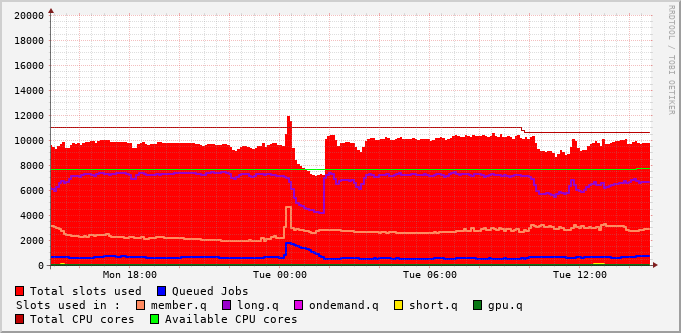 RRDTOOL / TOBI OETIKER
20000
18000
16000
14000
12000
10000
8000
6000
4000
2000
0
Mon 18:00 Tue 00:00 Tue 06:00 Tue 12:00
Total slots used Queued Jobs
Slots used in : member.q long.q ondemand.q short.q gpu.q
Total CPU cores Available CPU cores